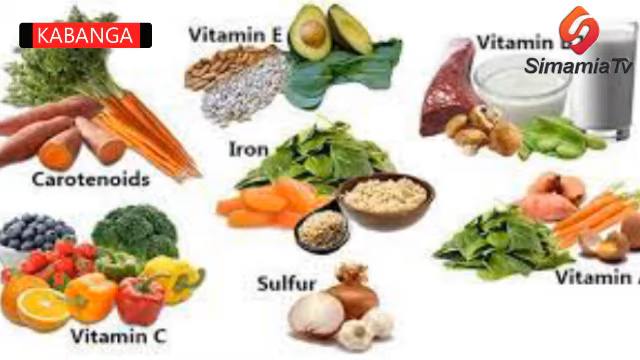 KABANGA
Vitamin E
Vitamin
SimamiaTv
Iron
Carotenoids
Vitamin C
Sulfur
Vitamin